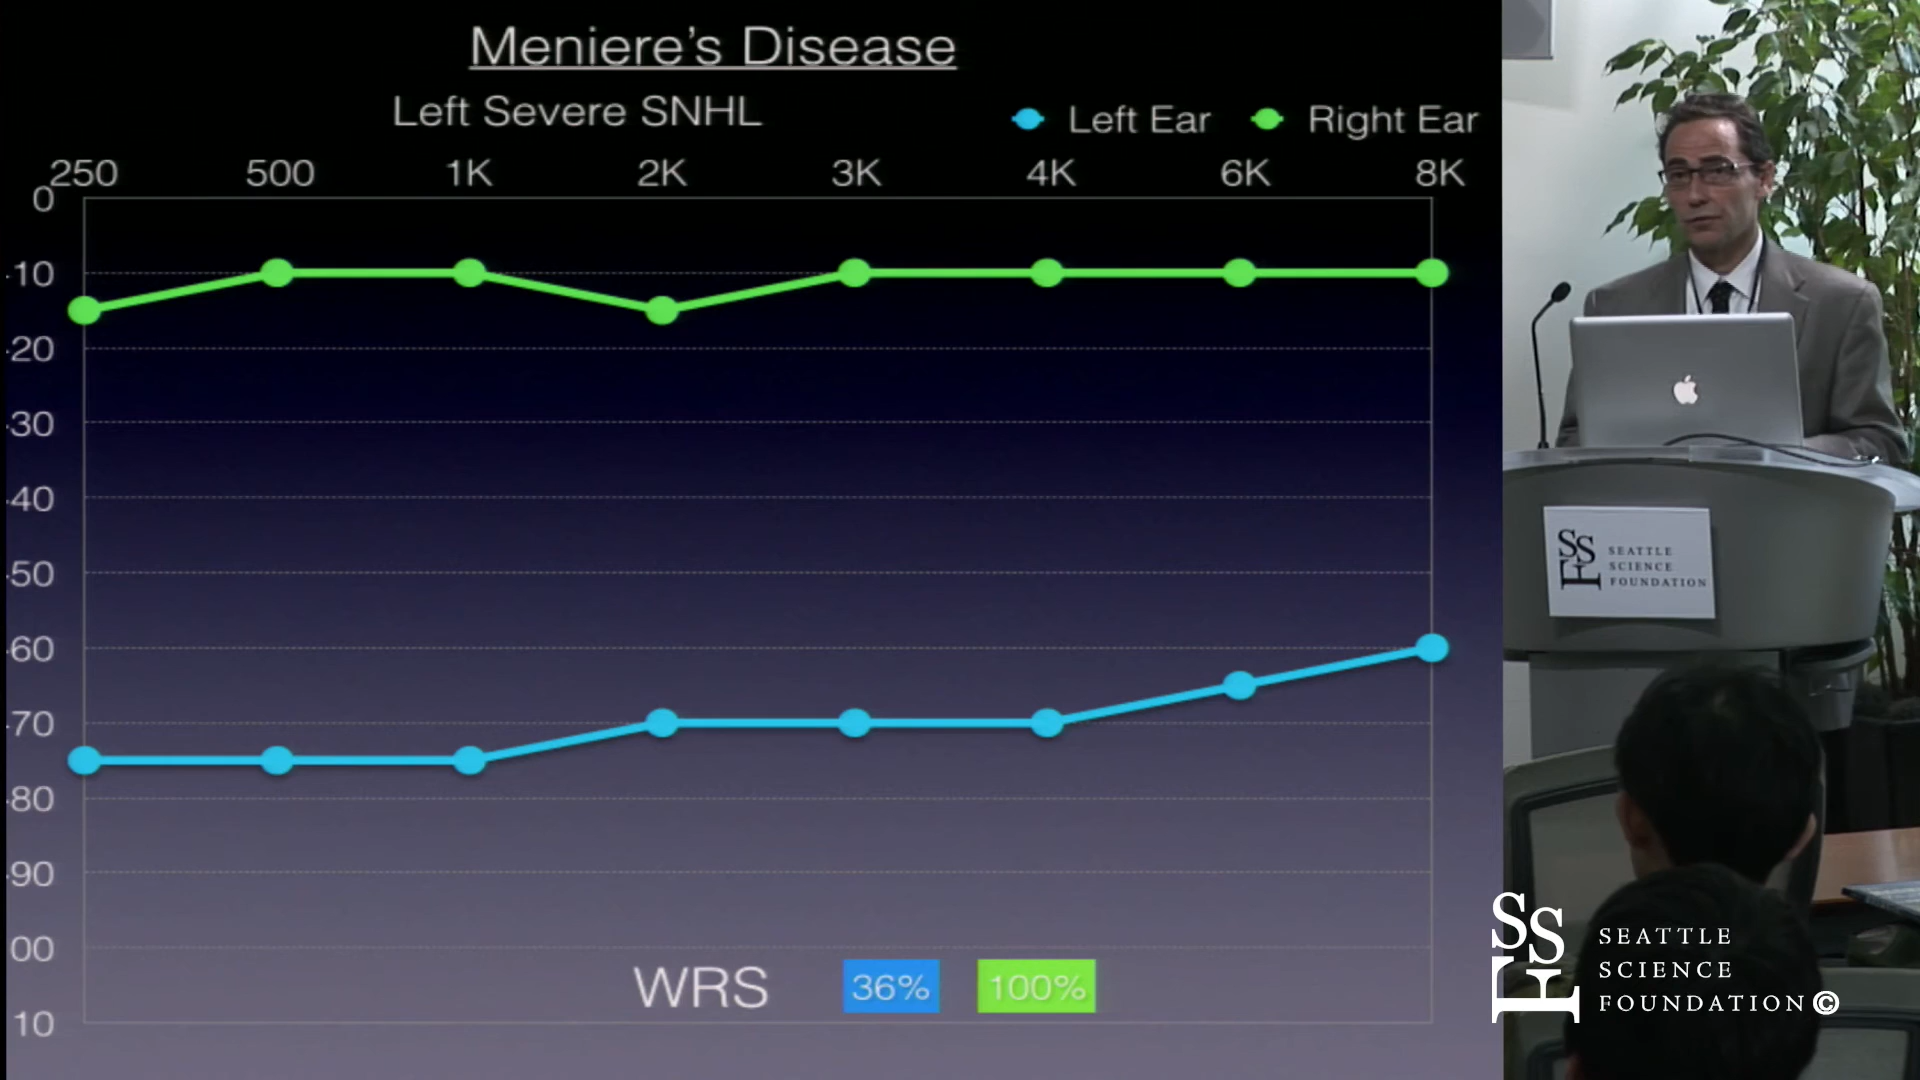 Meniere's Disease
Left Severe SNHL
Left Ear
Right Ear
250 500 1K 2K 3K 4K 6K 8K
0
-10
-20
-30
-40
-50
-60
-70
-80
-90
00
10
WRS 36% 100%
SSF SEATTLE
SCIENCE
FOUNDATION
SSF SEATTLE
SCIENCE
FOUNDATION©